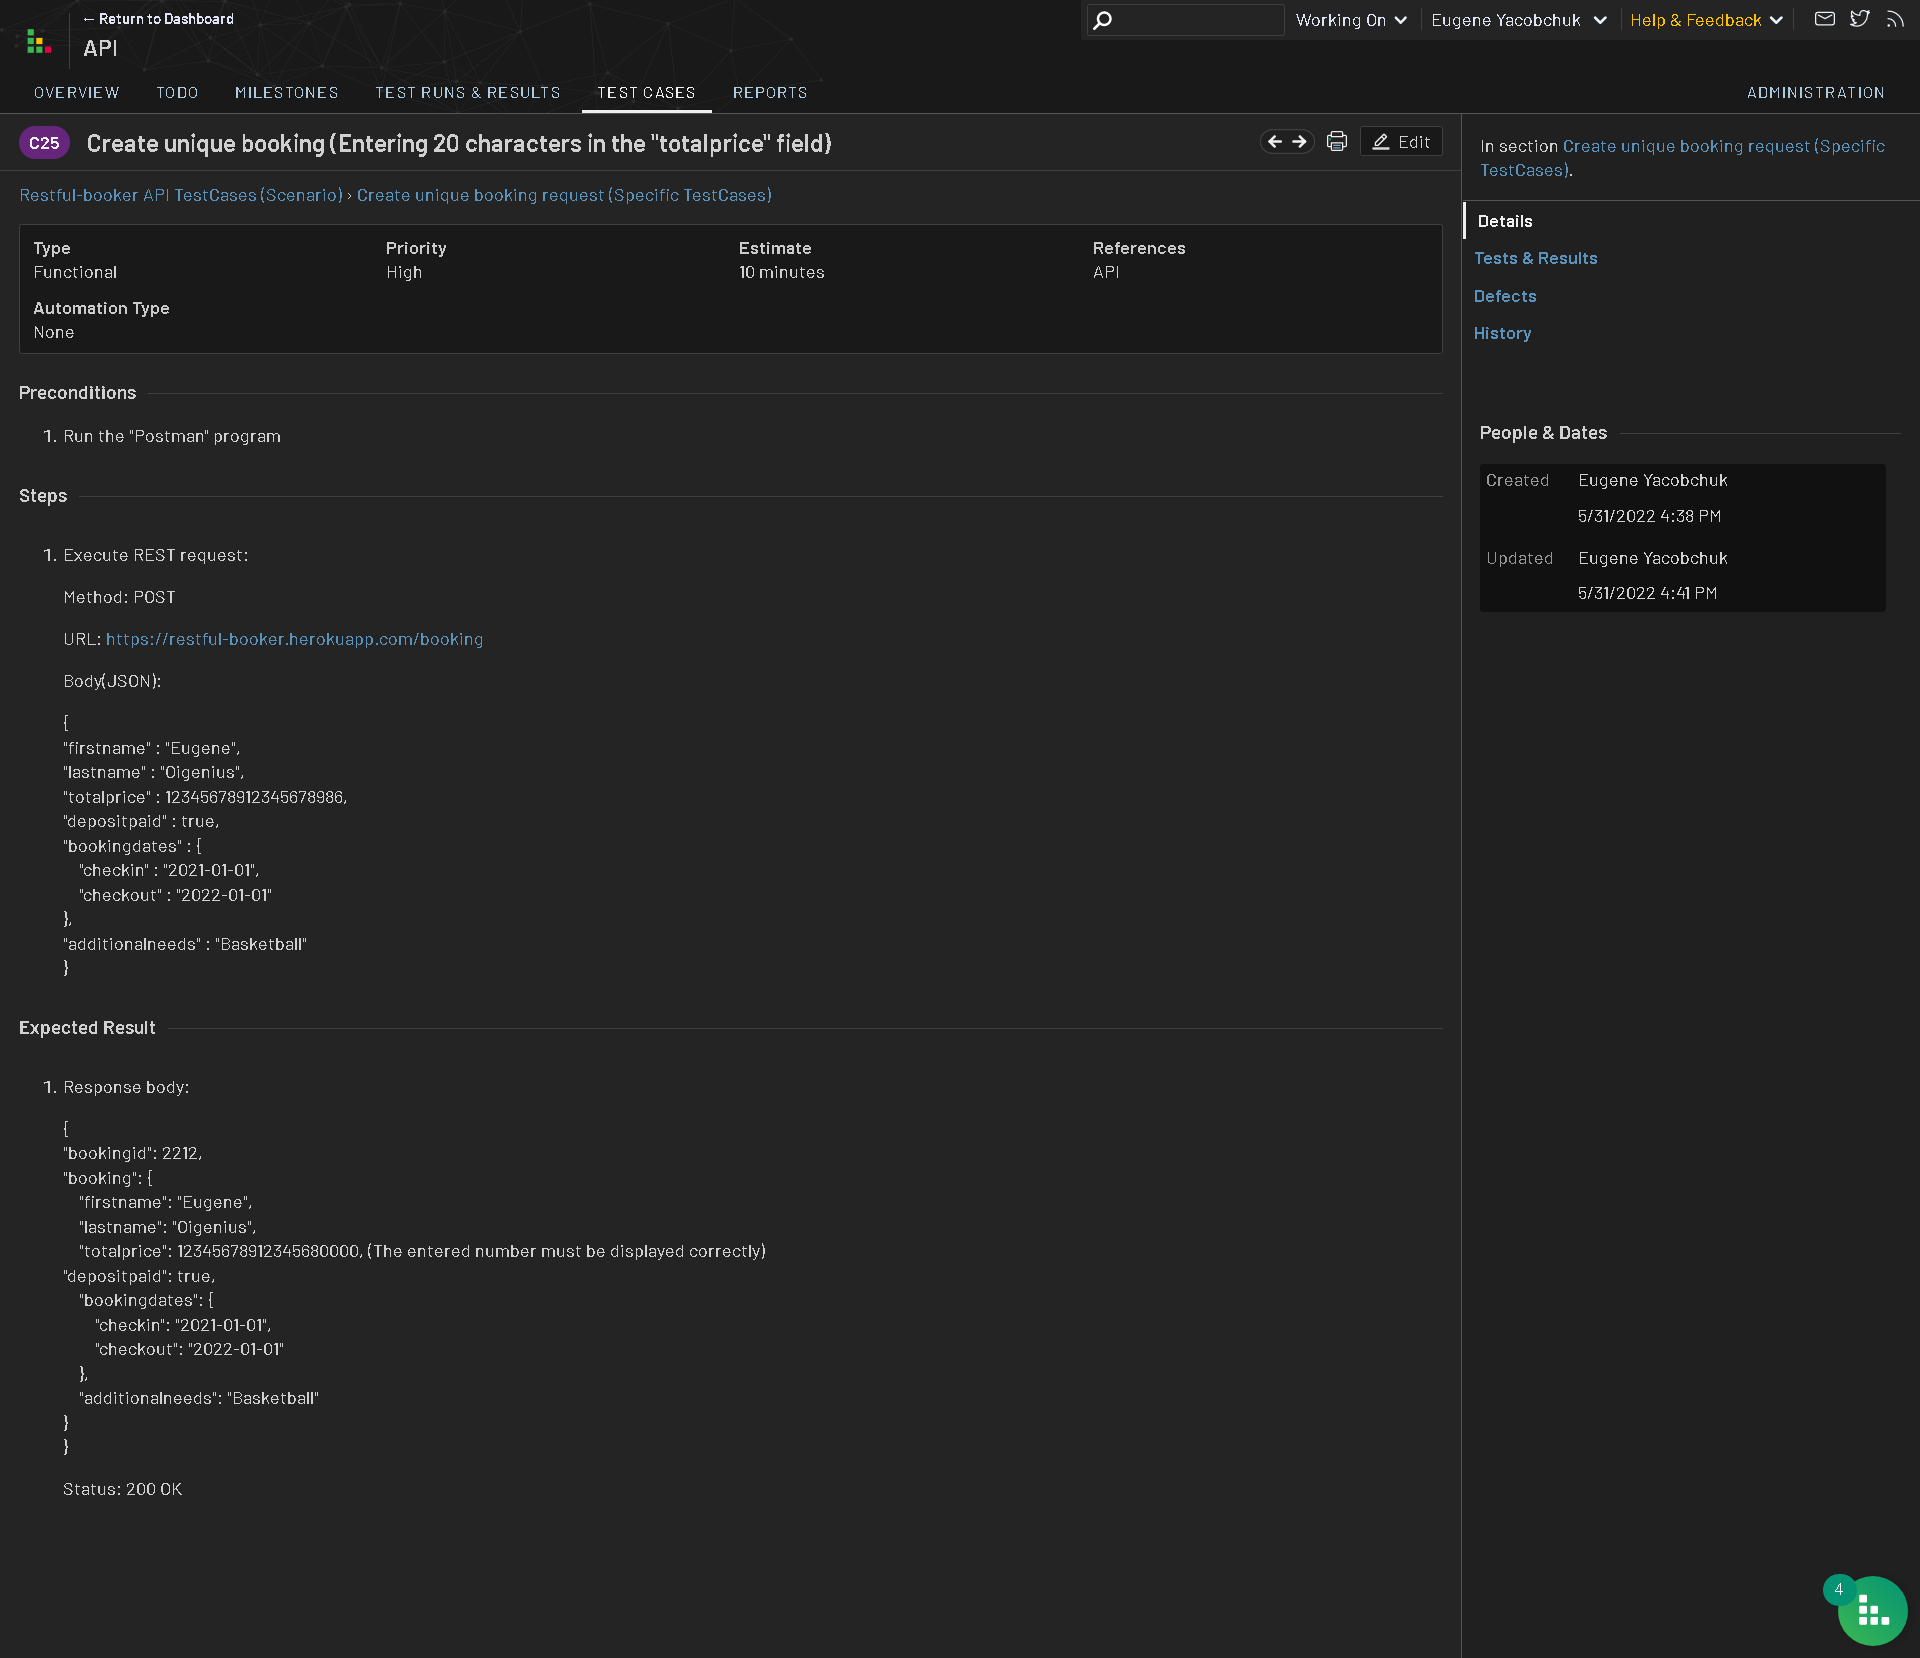 ← Return to Dashboard
API
Working On
Eugene Yacobchuk
Help & Feedback
OVERVIEW
TODO
MILESTONES
TEST RUNS & RESULTS
TEST CASES
REPORTS
ADMINISTRATION
C25
Create unique booking (Entering 20 characters in the "totalprice" field)
Edit
Restful-booker API TestCases (Scenario) › Create unique booking request (Specific TestCases)
Type
Functional
Priority
High
Estimate
10 minutes
References
API
Automation Type
None
Preconditions
1. Run the "Postman" program
Steps
1. Execute REST request:
Method: POST
URL: https://restful-booker.herokuapp.com/booking
Body(JSON):
{
"firstname" : "Eugene",
"lastname" : "Oigenius",
"totalprice" : 12345678912345678986,
"depositpaid" : true,
"bookingdates" : {
"checkin" : "2021-01-01",
"checkout" : "2022-01-01"
},
"additionalneeds" : "Basketball"
}
Expected Result
1. Response body:
{
"bookingid": 2212,
"booking": {
"firstname": "Eugene",
"lastname": "Oigenius",
"totalprice": 12345678912345680000, (The entered number must be displayed correctly)
"depositpaid": true,
"bookingdates": {
"checkin": "2021-01-01",
"checkout": "2022-01-01"
},
"additionalneeds": "Basketball"
}
}
Status: 200 OK
In section Create unique booking request (Specific
TestCases).
Details
Tests & Results
Defects
History
People & Dates
Created
Eugene Yacobchuk
5/31/2022 4:38 PM
Updated
Eugene Yacobchuk
5/31/2022 4:41 PM
4